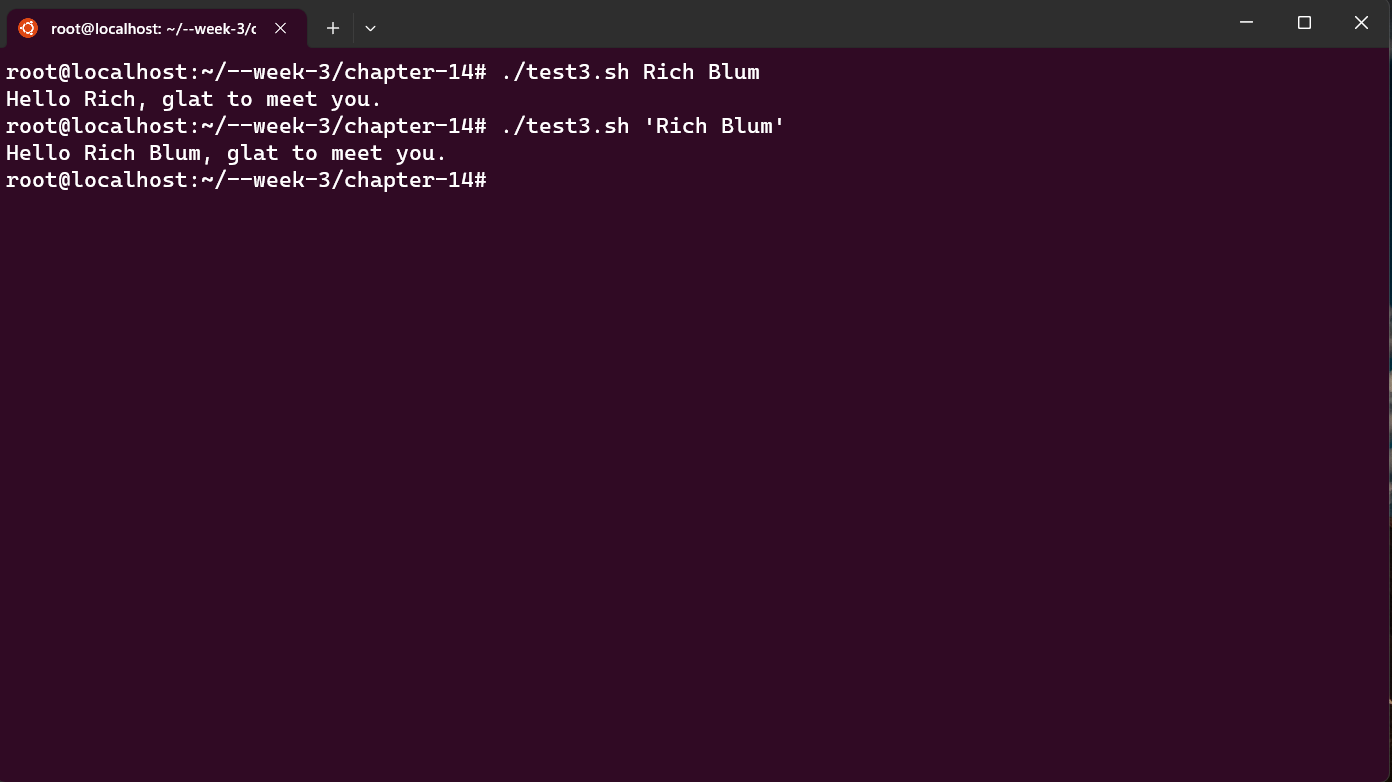 root@localhost: ~/--week-3/c
root@localhost:~/--week-3/chapter-14# ./test3.sh Rich Blum
Hello Rich, glat to meet you.
root@localhost:~/--week-3/chapter-14# ./test3.sh 'Rich Blum'
Hello Rich Blum, glat to meet you.
root@localhost:~/--week-3/chapter-14#